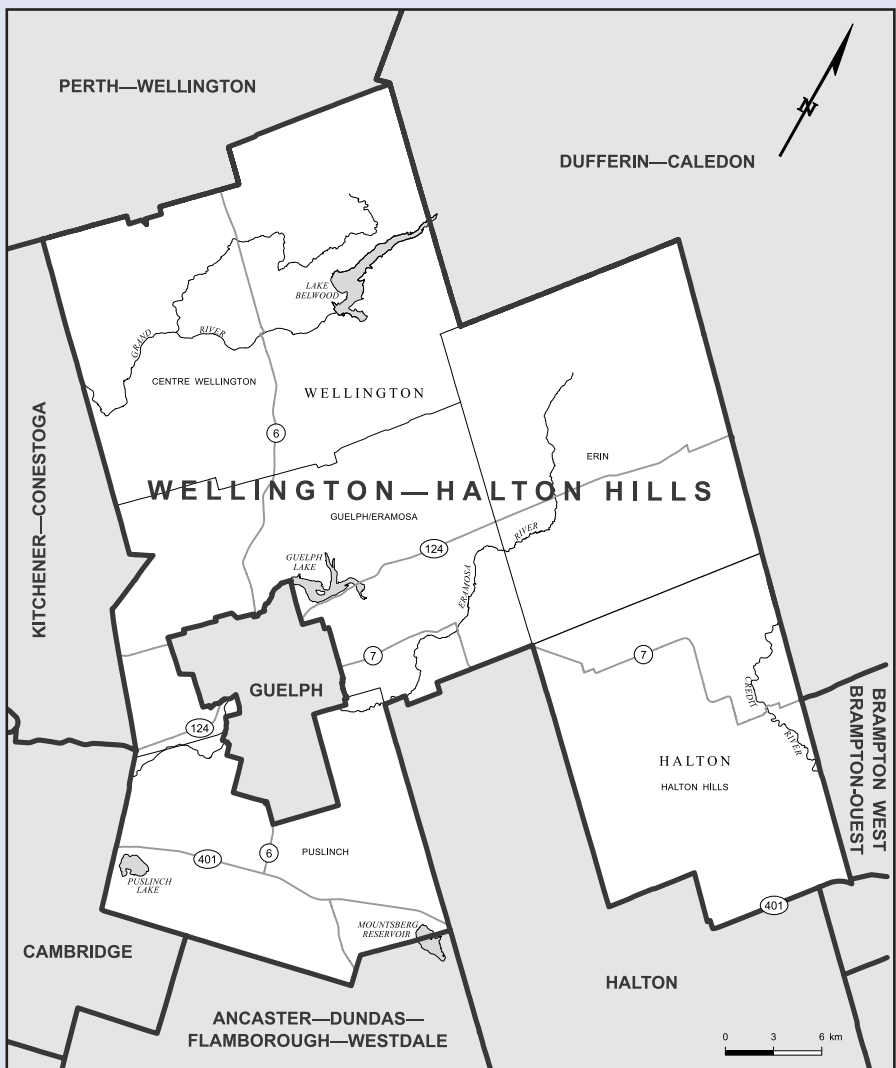 PERTH—WELLINGTON
N
DUFFERIN—CALEDON
LAKE
BELWOOD
GRAND
RIVER
CENTRE WELLINGTON
WELLINGTON
KITCHENER—CONESTOGA
6
ERIN
WELLINGTON—HALTON HILLS
GUELPH/ERAMOSA
RIVER
124
GUELPH
LAKE
ERAMOSA
7
7
GUELPH
CREDIT
RIVER
BRAMPTON WEST
BRAMPTON-OUEST
124
HALTON
HALTON HILLS
6
PUSLINCH
401
PUSLINCH
LAKE
401
MOUNTSBERG
RESERVOIR
CAMBRIDGE
HALTON
ANCASTER—DUNDAS—
FLAMBOROUGH—WESTDALE
0 3 6 km